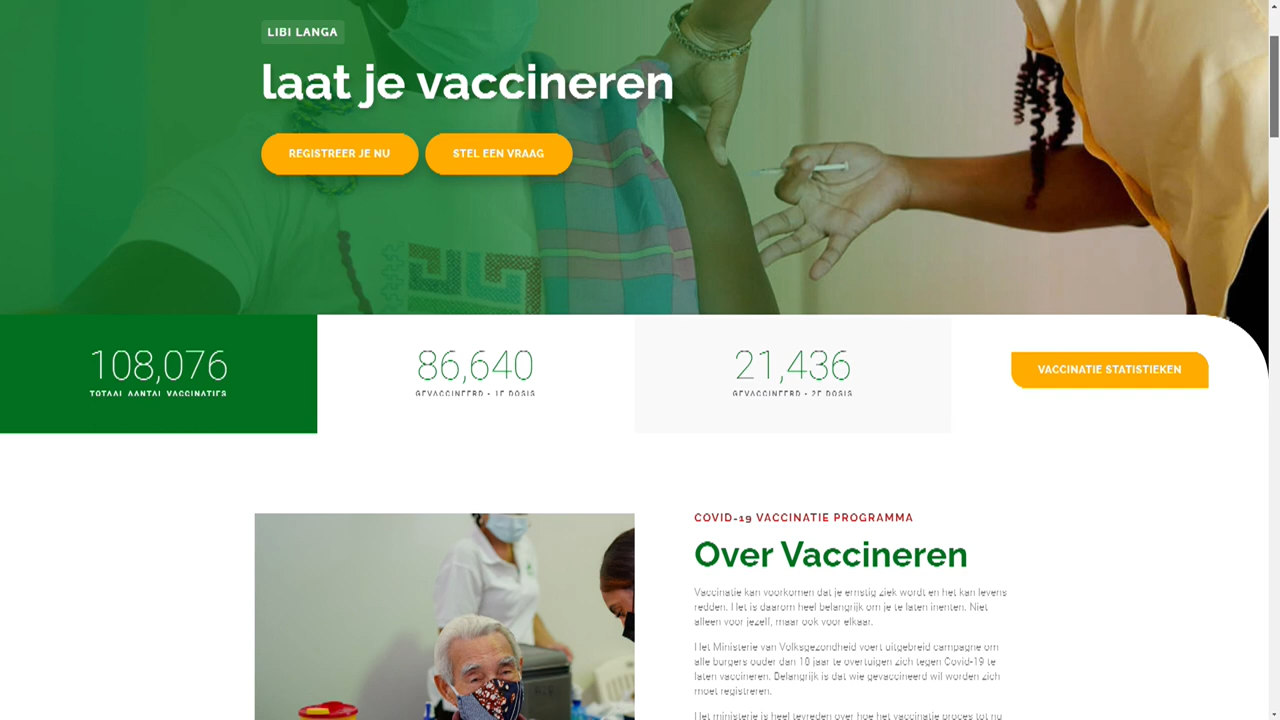 LIBI LANGA
laat je vaccineren
REGISTREER JE NU
STEL EEN VRAAG
108,076
TOTAAL AANTAL VACCINATIES
86,640
GEVACCINEERD - 1E DOSIS
21,436
GEVACCINEERD - 2E DOSIS
VACCINATIE STATISTIEKEN
COVID-19 VACCINATIE PROGRAMMA
Over Vaccineren
Vaccinatie kan voorkomen dat je ernstig ziek wordt en het kan levens
redden. Het is daarom heel belangrijk om je te laten inenten. Niet
alleen voor jezelf, maar ook voor elkaar.
Het Ministerie van Volksgezondheid voert uitgebreid campagne om
alle burgers ouder dan 18 jaar te overtuigen zich tegen Covid-19 te
laten vaccineren. Belangrijk is dat wie gevaccineerd wil worden zich
moet registreren.
Het ministerie is heel tevreden over hoe het vaccinatie proces tot nu